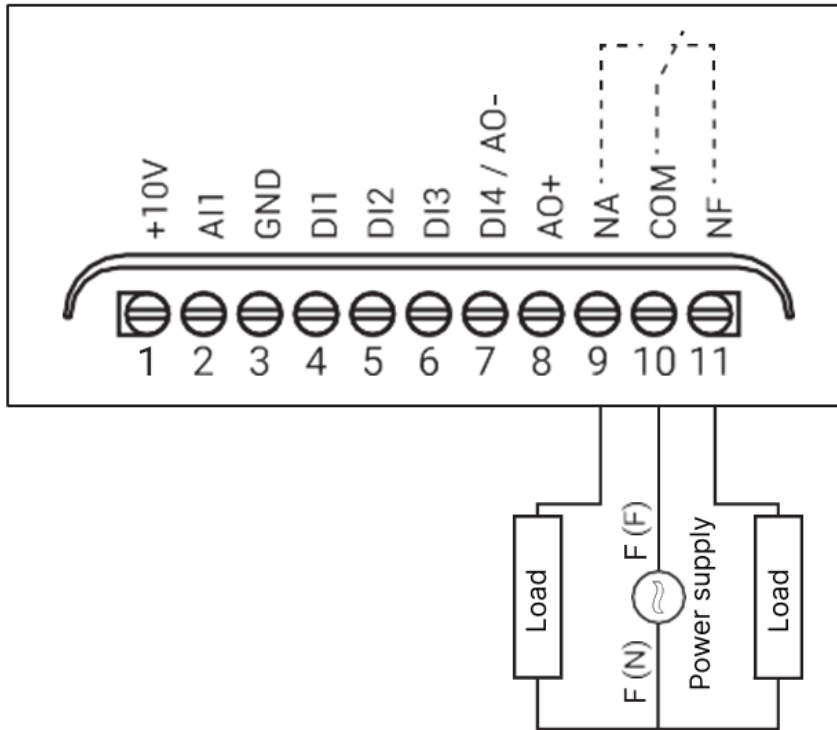 +10V
AI1
GND
DI1
DI2
DI3
DI4 / AO-
AO+
NA
COM
NF
1 2 3 4 5 6 7 8 9 10 11
Load
F (F)
F (N)
Power supply
Load